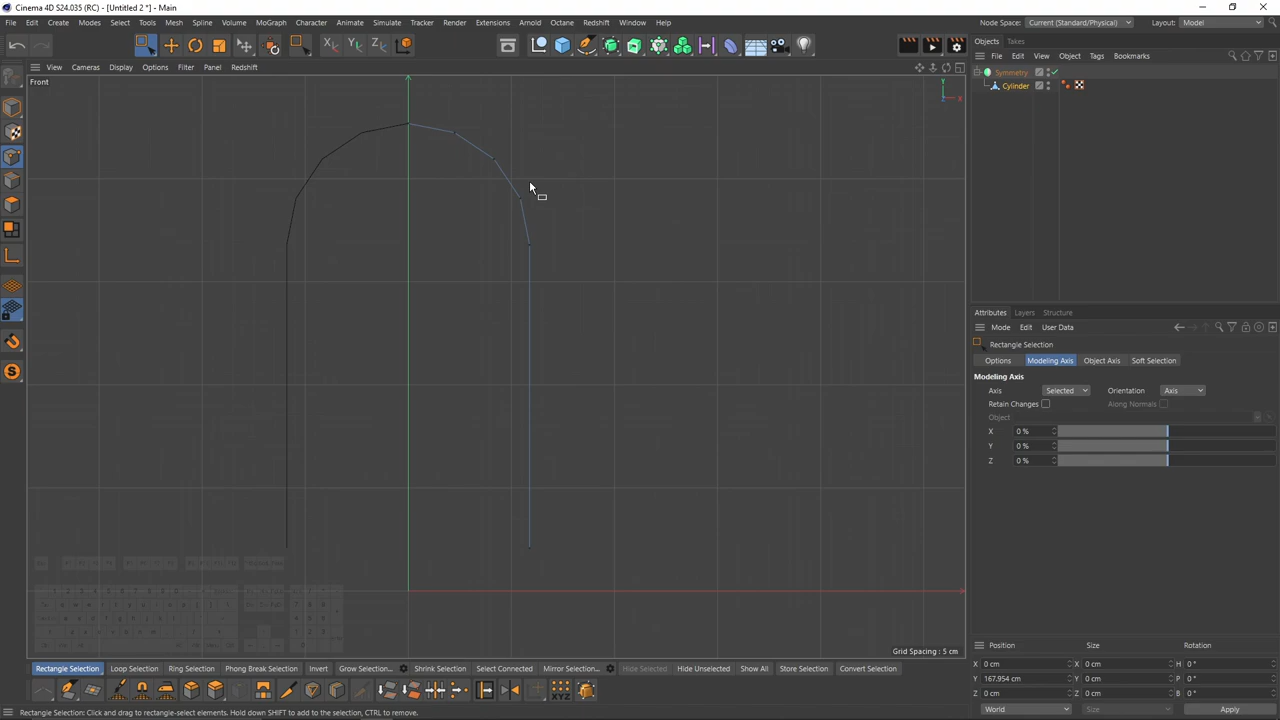 Cinema 4D S24.035 (RC) - [Untitled 2 *] - Main
File Edit Create Modes Select Tools Mesh Spline Volume MoGraph Character Animate Simulate Tracker Render Extensions Arnold Octane Redshift Window Help
Node Space: Current (Standard/Physical) Layout: Model
Objects Takes
File Edit View Object Tags Bookmarks
View Cameras Display Options Filter Panel Redshift
Symmetry
Cylinder
Front
Y
X
Z
Attributes Layers Structure
Mode Edit User Data
Rectangle Selection
Options Modeling Axis Object Axis Soft Selection
Modeling Axis
Axis Selected Orientation Axis
Retain Changes Along Normals
Object
X 0 %
Y 0 %
Z 0 %
Grid Spacing : 5 cm
Position Size Rotation
X 0 cm X 0 cm H 0 °
Y 167.954 cm Y 0 cm P 0 °
Z 0 cm Z 0 cm B 0 °
World Size Apply
Rectangle Selection Loop Selection Ring Selection Phong Break Selection Invert Grow Selection... Shrink Selection Select Connected Mirror Selection... Hide Selected Hide Unselected Show All Store Selection Convert Selection
Rectangle Selection: Click and drag to rectangle-select elements. Hold down SHIFT to add to the selection, CTRL to remove.